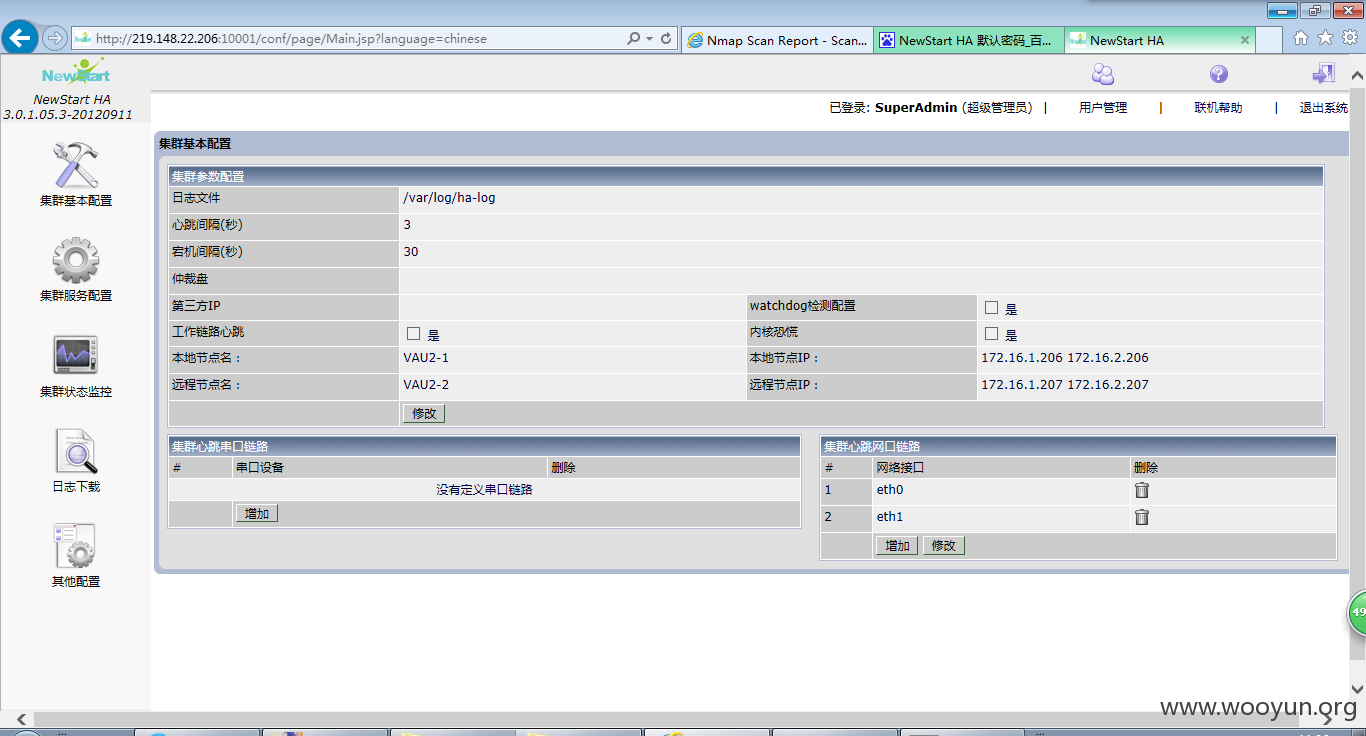 http://219.148.22.206:10001/conf/page/Main.jsp?language=chinese
Nmap Scan Report - Scan...
NewStart HA 默认密码_百...
NewStart HA
NewStart
NewStart HA
3.0.1.05.3-20120911
已登录: SuperAdmin (超级管理员) | 用户管理 | 联机帮助 | 退出系统
集群基本配置
集群服务配置
集群状态监控
日志下载
其他配置
集群基本配置
集群参数配置
日志文件 /var/log/ha-log
心跳间隔(秒) 3
宕机间隔(秒) 30
仲裁盘
第三方IP watchdog检测配置 是
工作链路心跳 是 内核恐慌 是
本地节点名： VAU2-1 本地节点IP： 172.16.1.206 172.16.2.206
远程节点名： VAU2-2 远程节点IP： 172.16.1.207 172.16.2.207
修改
集群心跳串口链路
# 串口设备 删除
没有定义串口链路
增加
集群心跳网口链路
# 网络接口 删除
1 eth0
2 eth1
增加 修改
49
www.wooyun.org